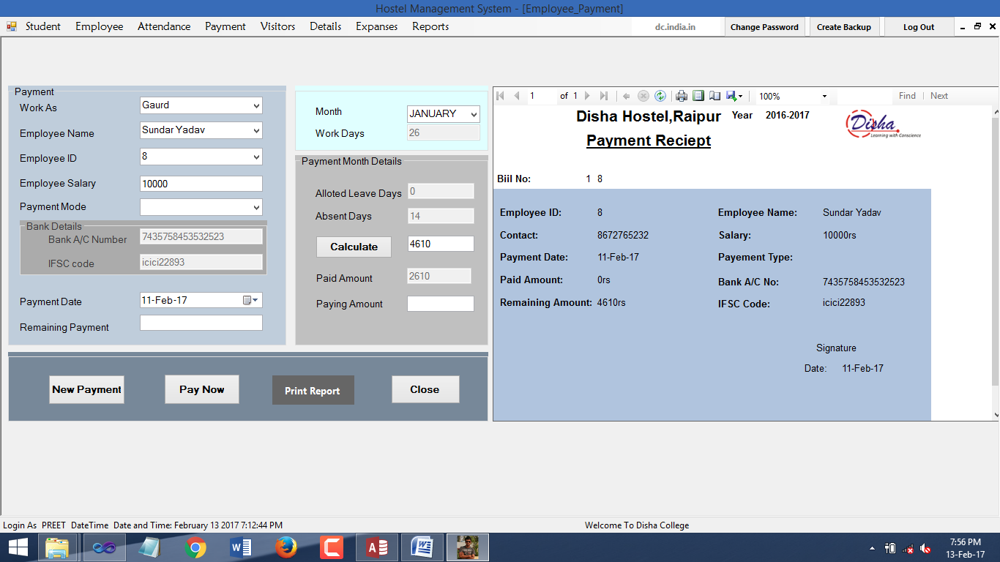 Hostel Management System - [Employee_Payment]
Student Employee Attendance Payment Visitors Details Expanses Reports dc.india.in Change Password Create Backup Log Out
Payment
Work As Gaurd
Employee Name Sundar Yadav
Employee ID 8
Employee Salary 10000
Payment Mode
Bank Details
Bank A/C Number 7435758453532523
IFSC code icici22893
Payment Date 11-Feb-17
Remaining Payment
Month JANUARY
Work Days 26
Payment Month Details
Alloted Leave Days 0
Absent Days 14
Calculate 4610
Paid Amount 2610
Paying Amount
New Payment Pay Now Print Report Close
1 of 1 100% Find | Next
Disha Hostel,Raipur Year 2016-2017
Disha
Learning with Conscience
Payment Reciept
Biil No: 1 8
Employee ID: 8 Employee Name: Sundar Yadav
Contact: 8672765232 Salary: 10000rs
Payment Date: 11-Feb-17 Payement Type:
Paid Amount: 0rs Bank A/C No: 7435758453532523
Remaining Amount: 4610rs IFSC Code: icici22893
Signature
Date: 11-Feb-17
Login As PREET DateTime Date and Time: February 13 2017 7:12:44 PM Welcome To Disha College
7:56 PM
13-Feb-17